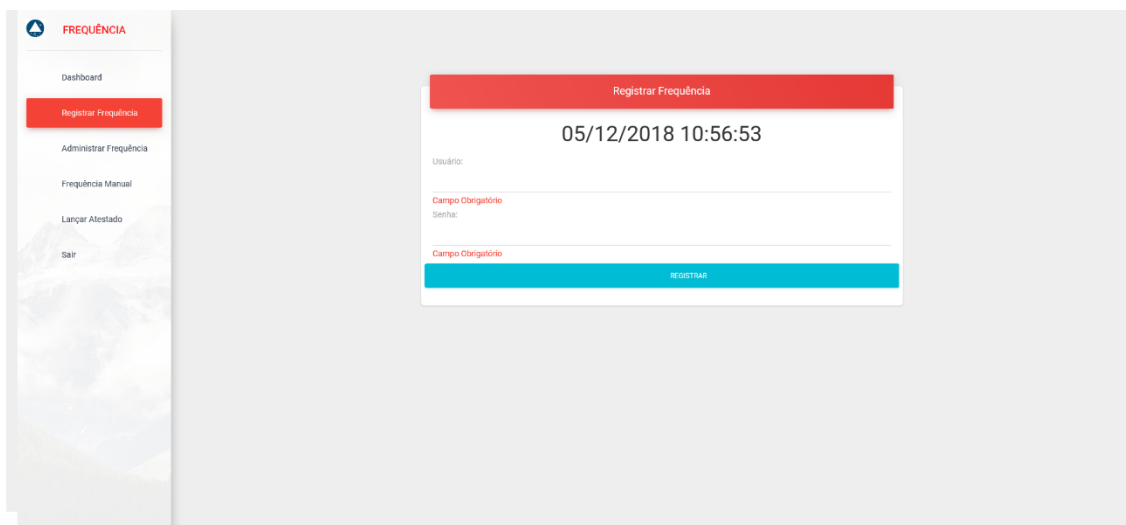 FREQUÊNCIA
Dashboard
Registrar Frequência
Administrar Frequência
Frequência Manual
Lançar Atestado
Sair
Registrar Frequência
05/12/2018 10:56:53
Usuário:
Campo Obrigatório
Senha:
Campo Obrigatório
REGISTRAR